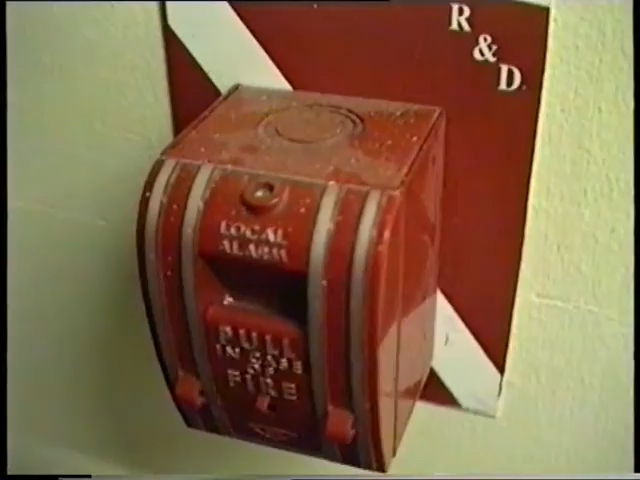 R
&
D
LOCAL
ALARM
PULL
IN CASE
OF
FIRE